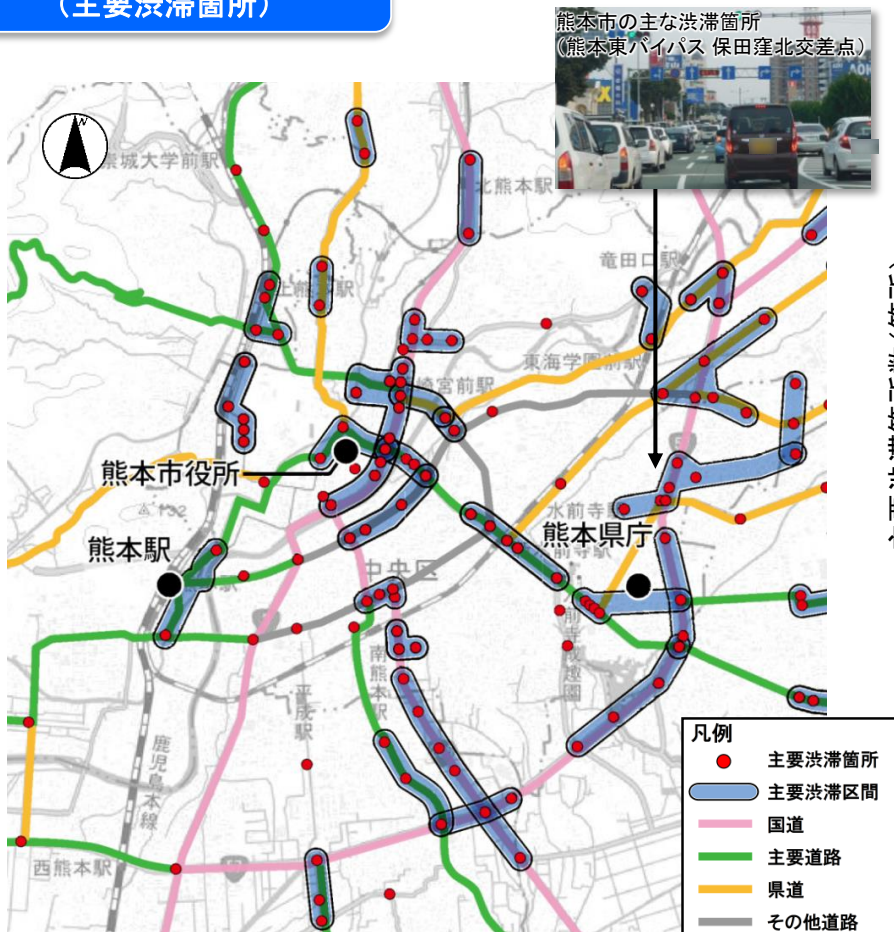 （主要渋滞箇所）
熊本市の主な渋滞箇所
（熊本東バイパス 保田窪北交差点）
N
崇城大学前駅
北熊本駅
竜田口駅
上熊本駅
東海学園前駅
崎宮前駅
熊本市役所
132
水前寺駅
熊本県庁
熊本駅
中央区
南熊本駅
平成駅
鹿児島本線
西熊本駅
凡例
主要渋滞箇所
主要渋滞区間
国道
主要道路
県道
その他道路